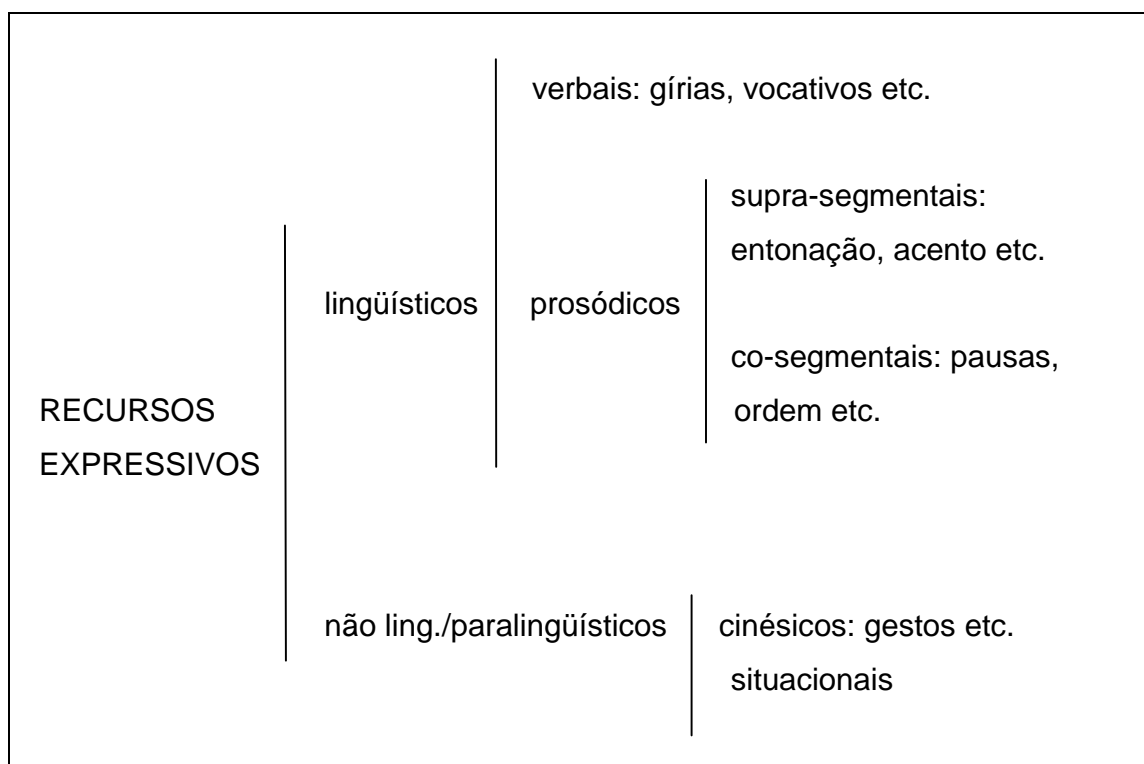 verbais: gírias, vocativos etc.
supra-segmentais:
entonação, acento etc.
lingüísticos
prosódicos
co-segmentais: pausas,
ordem etc.
RECURSOS
EXPRESSIVOS
não ling./paralingüísticos
cinésicos: gestos etc.
situacionais